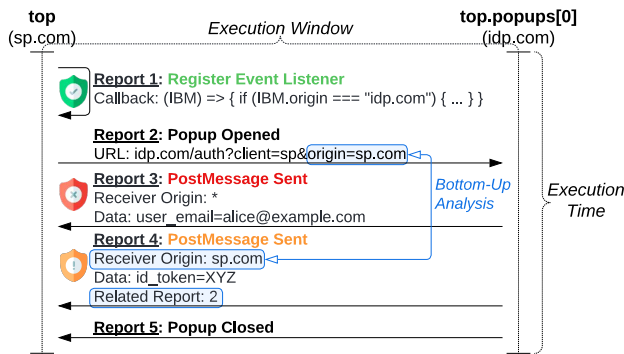 top
(sp.com)
Execution Window
top.popups[0]
(idp.com)
Report 1: Register Event Listener
Callback: (IBM) => { if (IBM.origin === "idp.com") { ... } }
Report 2: Popup Opened
URL: idp.com/auth?client=sp&origin=sp.com
Report 3: PostMessage Sent
Receiver Origin: *
Data: user_email=alice@example.com
Bottom-Up
Analysis
Execution
Time
Report 4: PostMessage Sent
Receiver Origin: sp.com
Data: id_token=XYZ
Related Report: 2
Report 5: Popup Closed